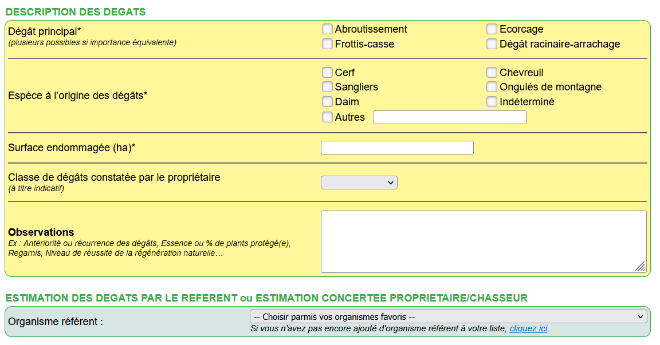 DESCRIPTION DES DEGATS
Dégât principal*
(plusieurs possibles si importance équivalente)
Abroutissement
Ecorcage
Frottis-casse
Dégât racinaire-arrachage
Espèce à l'origine des dégâts*
Cerf
Chevreuil
Sangliers
Ongulés de montagne
Daim
Indéterminé
Autres
Surface endommagée (ha)*
Classe de dégâts constatée par le propriétaire
(à titre indicatif)
Observations
Ex : Antériorité ou récurrence des dégâts, Essence ou % de plants protégé(e),
Regarnis, Niveau de réussite de la régénération naturelle…
ESTIMATION DES DEGATS PAR LE REFERENT ou ESTIMATION CONCERTEE PROPRIETAIRE/CHASSEUR
Organisme référent :
-- Choisir parmis vos organismes favoris --
Si vous n'avez pas encore ajouté d'organisme référent à votre liste, cliquez ici